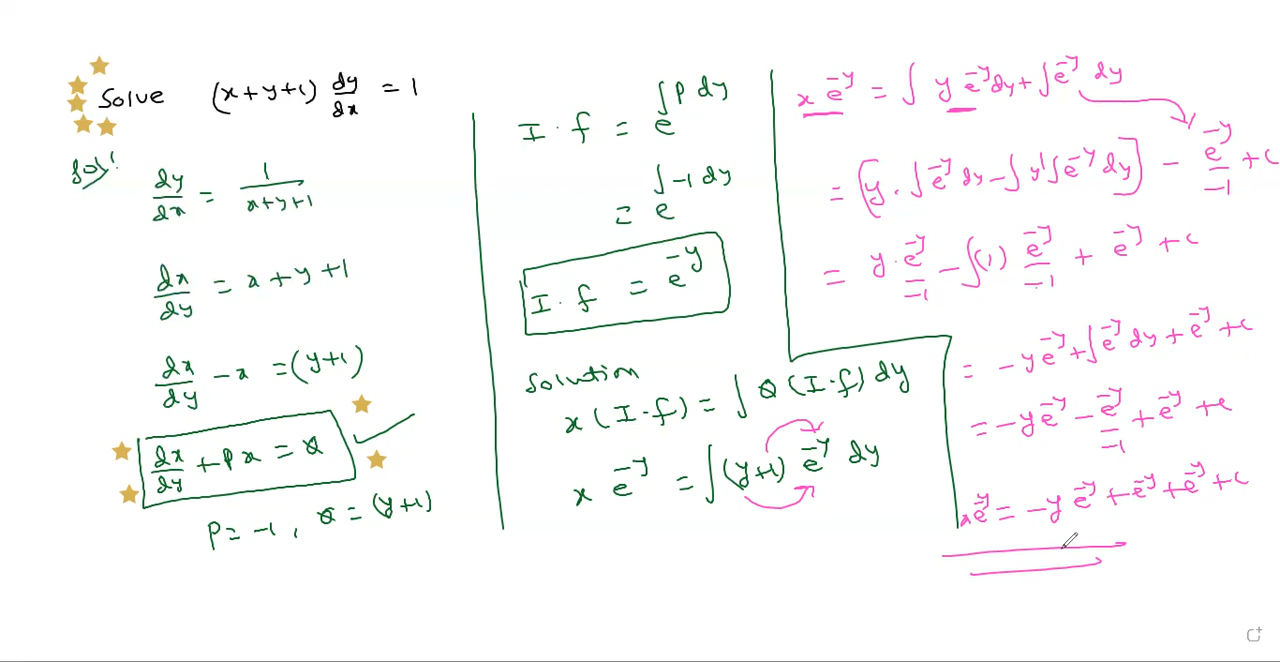 Solve (x+y+1) dy/dx = 1
Sol:
dy/dx = 1/(x+y+1)
dx/dy = x+y+1
dx/dy - x = (y+1)
dx/dy + Px = Q
P = -1, Q = (y+1)
I.f = e^∫P dy
= e^∫-1 dy
I.f = e^-y
Solution
x (I.f) = ∫ Q (I.f) dy
x e^-y = ∫ (y+1) e^-y dy
x e^-y = ∫ y e^-y dy + ∫ e^-y dy
= [y . ∫e^-y dy - ∫y' ∫e^-y dy] - e^-y/-1 + c
= y . e^-y/-1 - ∫(1) e^-y/-1 + e^-y + c
= -y e^-y + ∫e^-y dy + e^-y + c
= -y e^-y - e^-y/-1 + e^-y + c
x e^-y = -y e^-y + e^-y + e^-y + c